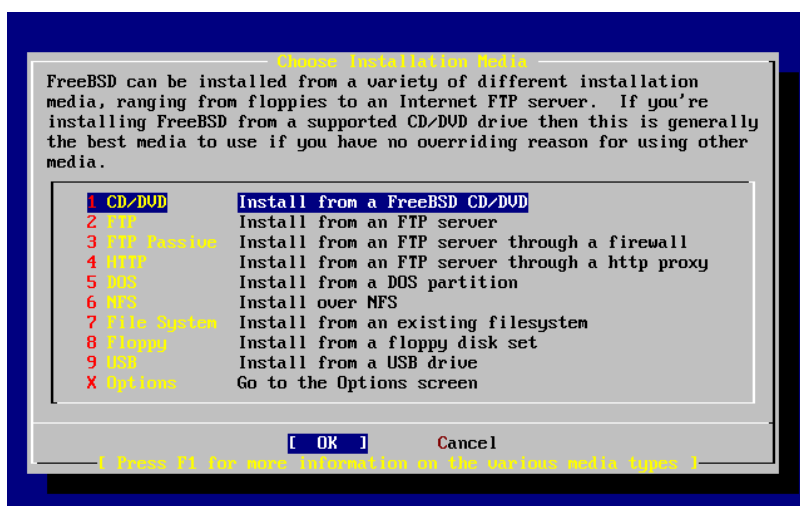 Choose Installation Media
FreeBSD can be installed from a variety of different installation
media, ranging from floppies to an Internet FTP server.  If you're
installing FreeBSD from a supported CD/DVD drive then this is generally
the best media to use if you have no overriding reason for using other
media.
1 CD/DVD Install from a FreeBSD CD/DVD
2 FTP Install from an FTP server
3 FTP Passive Install from an FTP server through a firewall
4 HTTP Install from an FTP server through a http proxy
5 DOS Install from a DOS partition
6 NFS Install over NFS
7 File System Install from an existing filesystem
8 Floppy Install from a floppy disk set
9 USB Install from a USB drive
X Options Go to the Options screen
[ OK ] Cancel
[ Press F1 for more information on the various media types ]